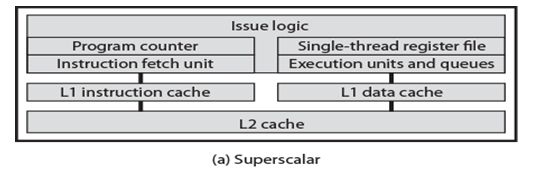 Issue logic
Program counter
Single-thread register file
Instruction fetch unit
Execution units and queues
L1 instruction cache
L1 data cache
L2 cache
(a) Superscalar